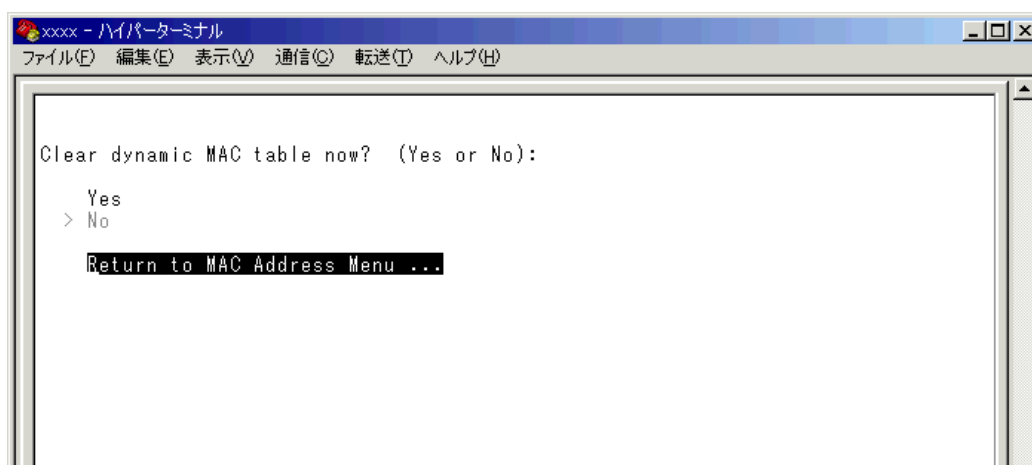 xxxx - ハイパーターミナル
ファイル(F) 編集(E) 表示(V) 通信(C) 転送(T) ヘルプ(H)
Clear dynamic MAC table now? (Yes or No):
Yes
> No
Return to MAC Address Menu ...